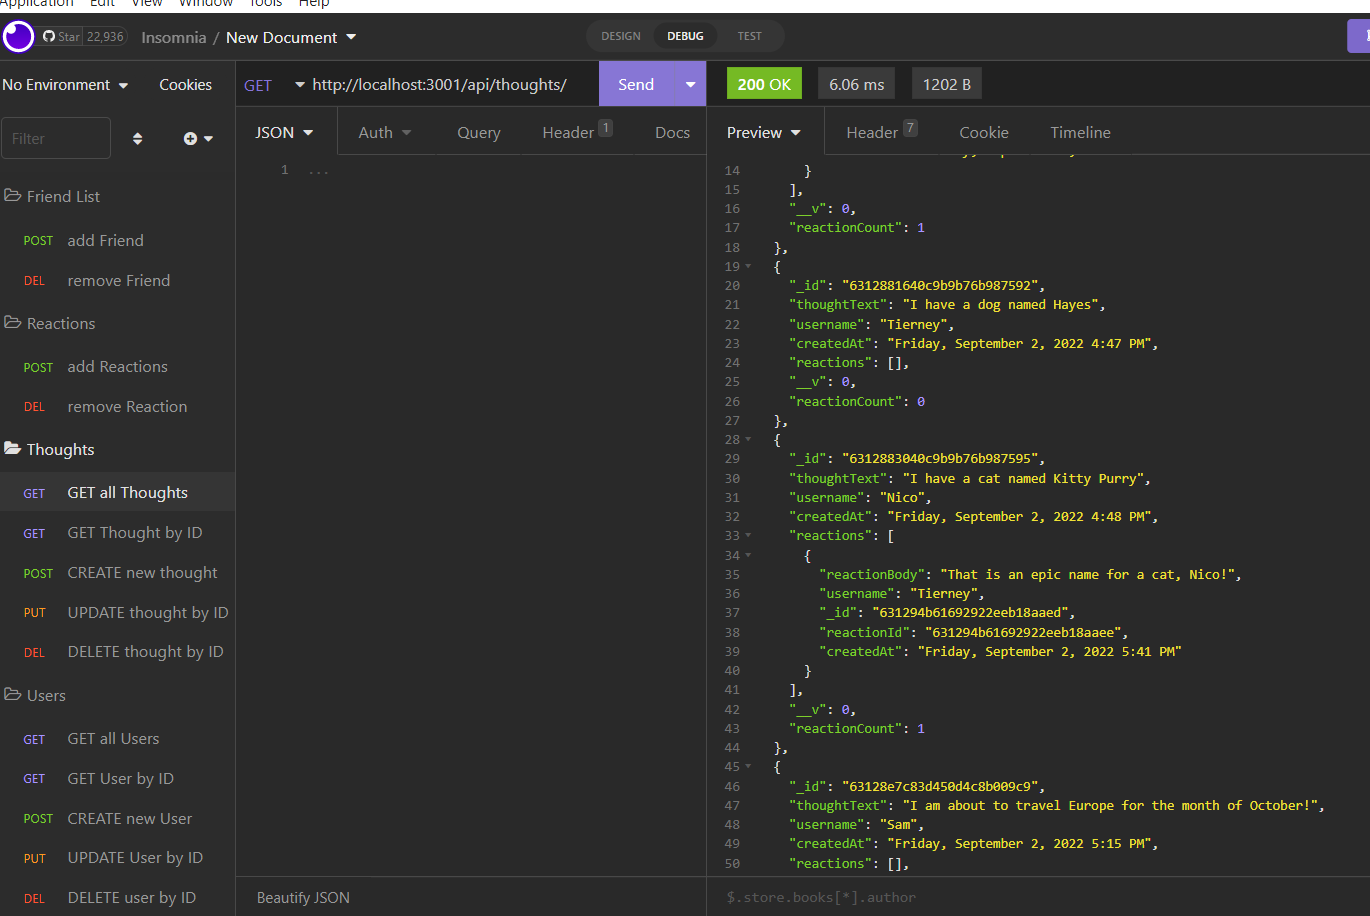 Application Edit View Window Tools Help
Star 22,936 Insomnia / New Document DESIGN DEBUG TEST
No Environment Cookies GET http://localhost:3001/api/thoughts/ Send 200 OK 6.06 ms 1202 B
Filter JSON Auth Query Header 1 Docs Preview Header 7 Cookie Timeline
1 ...
Friend List
POST add Friend
DEL remove Friend
Reactions
POST add Reactions
DEL remove Reaction
Thoughts
GET GET all Thoughts
GET GET Thought by ID
POST CREATE new thought
PUT UPDATE thought by ID
DEL DELETE thought by ID
Users
GET GET all Users
GET GET User by ID
POST CREATE new User
PUT UPDATE User by ID
DEL DELETE user by ID
14 }
15 ],
16 "__v": 0,
17 "reactionCount": 1
18 },
19 {
20 "_id": "6312881640c9b9b76b987592",
21 "thoughtText": "I have a dog named Hayes",
22 "username": "Tierney",
23 "createdAt": "Friday, September 2, 2022 4:47 PM",
24 "reactions": [],
25 "__v": 0,
26 "reactionCount": 0
27 },
28 {
29 "_id": "6312883040c9b9b76b987595",
30 "thoughtText": "I have a cat named Kitty Purry",
31 "username": "Nico",
32 "createdAt": "Friday, September 2, 2022 4:48 PM",
33 "reactions": [
34 {
35 "reactionBody": "That is an epic name for a cat, Nico!",
36 "username": "Tierney",
37 "_id": "631294b61692922eeb18aaed",
38 "reactionId": "631294b61692922eeb18aaee",
39 "createdAt": "Friday, September 2, 2022 5:41 PM"
40 }
41 ],
42 "__v": 0,
43 "reactionCount": 1
44 },
45 {
46 "_id": "63128e7c83d450d4c8b009c9",
47 "thoughtText": "I am about to travel Europe for the month of October!",
48 "username": "Sam",
49 "createdAt": "Friday, September 2, 2022 5:15 PM",
50 "reactions": [],
Beautify JSON $.store.books[*].author